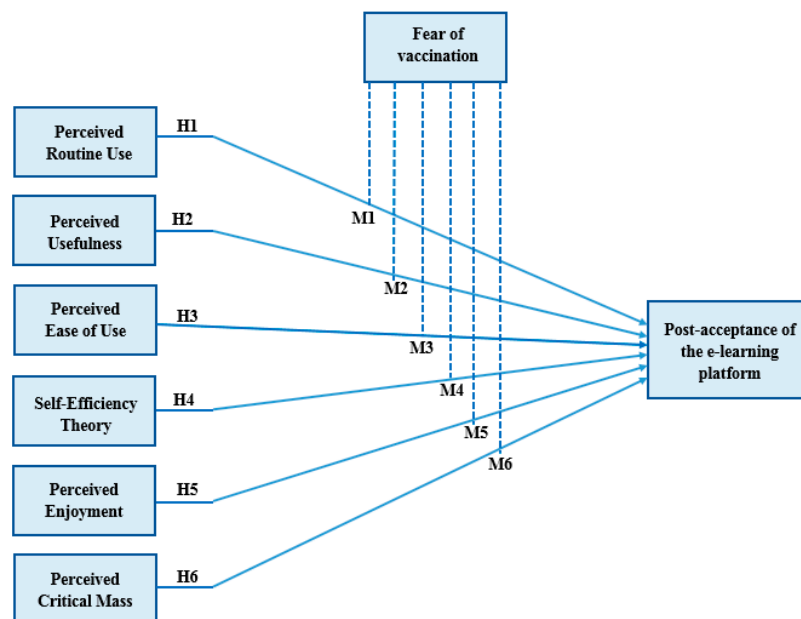 Fear of
vaccination
Perceived
Routine Use
H1
M1
Perceived
Usefulness
H2
M2
Perceived
Ease of Use
H3
M3
Post-acceptance of
the e-learning
platform
Self-Efficiency
Theory
H4
M4
M5
M6
Perceived
Enjoyment
H5
Perceived
Critical Mass
H6